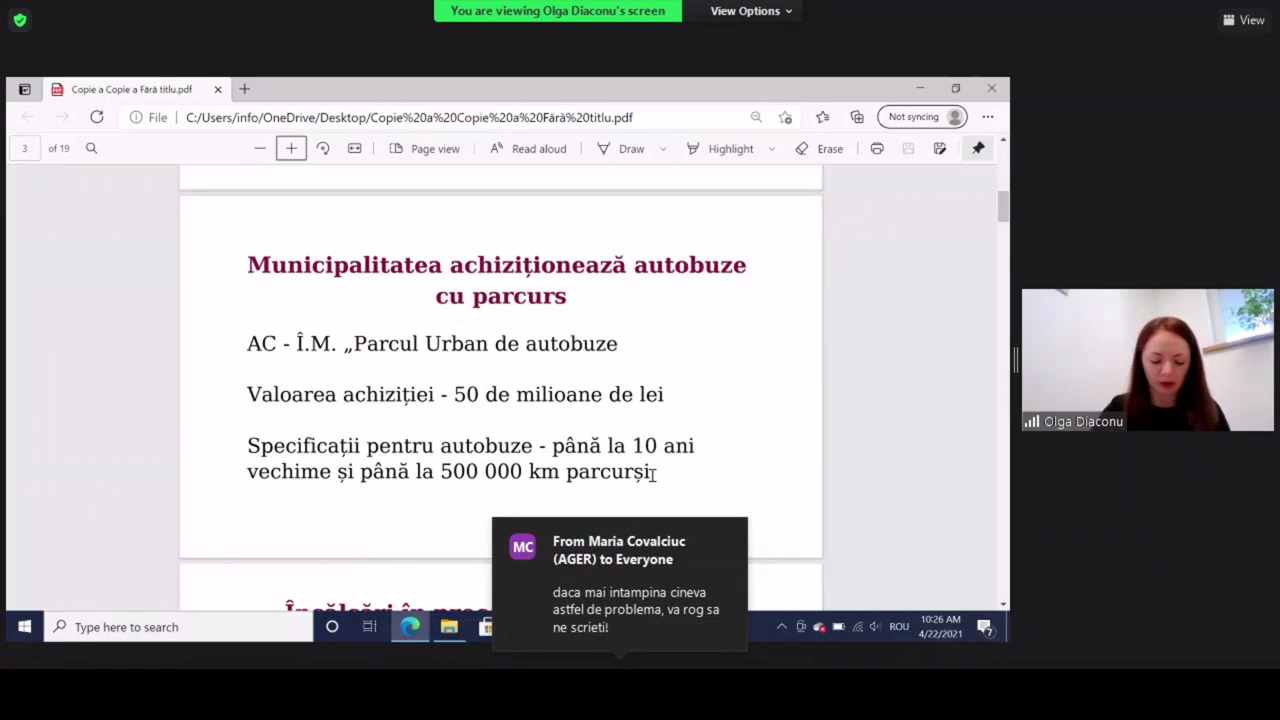 You are viewing Olga Diaconu's screen
View Options
View
Copie a Copie a Fără titlu.pdf
File
C:/Users/info/OneDrive/Desktop/Copie%20a%20Copie%20a%20Fără%20titlu.pdf
Not syncing
3
of 19
Page view
Read aloud
Draw
Highlight
Erase
Municipalitatea achiziționează autobuze
cu parcurs
AC - Î.M. „Parcul Urban de autobuze
Valoarea achiziției - 50 de milioane de lei
Specificații pentru autobuze - până la 10 ani
vechime și până la 500 000 km parcurși
Olga Diaconu
MC
From Maria Covalciuc
(AGER) to Everyone
daca mai intampina cineva
astfel de problema, va rog sa
ne scrieti!
Încălcări în
Type here to search
ROU
10:26 AM
4/22/2021
7